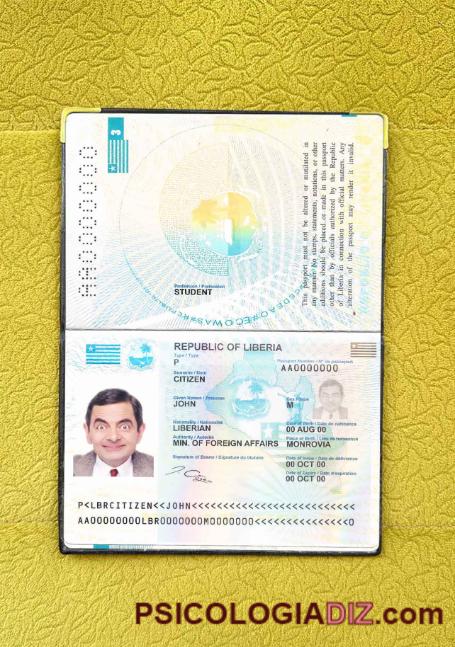 3
AA0000000
Profession / Profession
STUDENT
This passport must not be altered or mutilated in
any manner. No stamps, statements, notations, or other
additions should be placed or made in this passport
other than by officials authorized by the Republic
of Liberia in connection with official matters. Any
alteration of the passport may render it invalid.
REPUBLIC OF LIBERIA
Type / Type
P
Passport Number / N° de passeport
AA0000000
Surname / Nom
CITIZEN
Given Names / Prénoms
JOHN
Sex / Sexe
M
Nationality / Nationalité
LIBERIAN
Date of Birth / Date de naissance
00 AUG 00
Authority / Autorité
MIN. OF FOREIGN AFFAIRS
Place of Birth / Lieu de naissance
MONROVIA
Signature of Bearer / Signature du titulaire
Date of Issue / Date de délivrance
00 OCT 00
Date of Expiry / Date d'expiration
00 OCT 00
PSICOLOGIADIZ.com